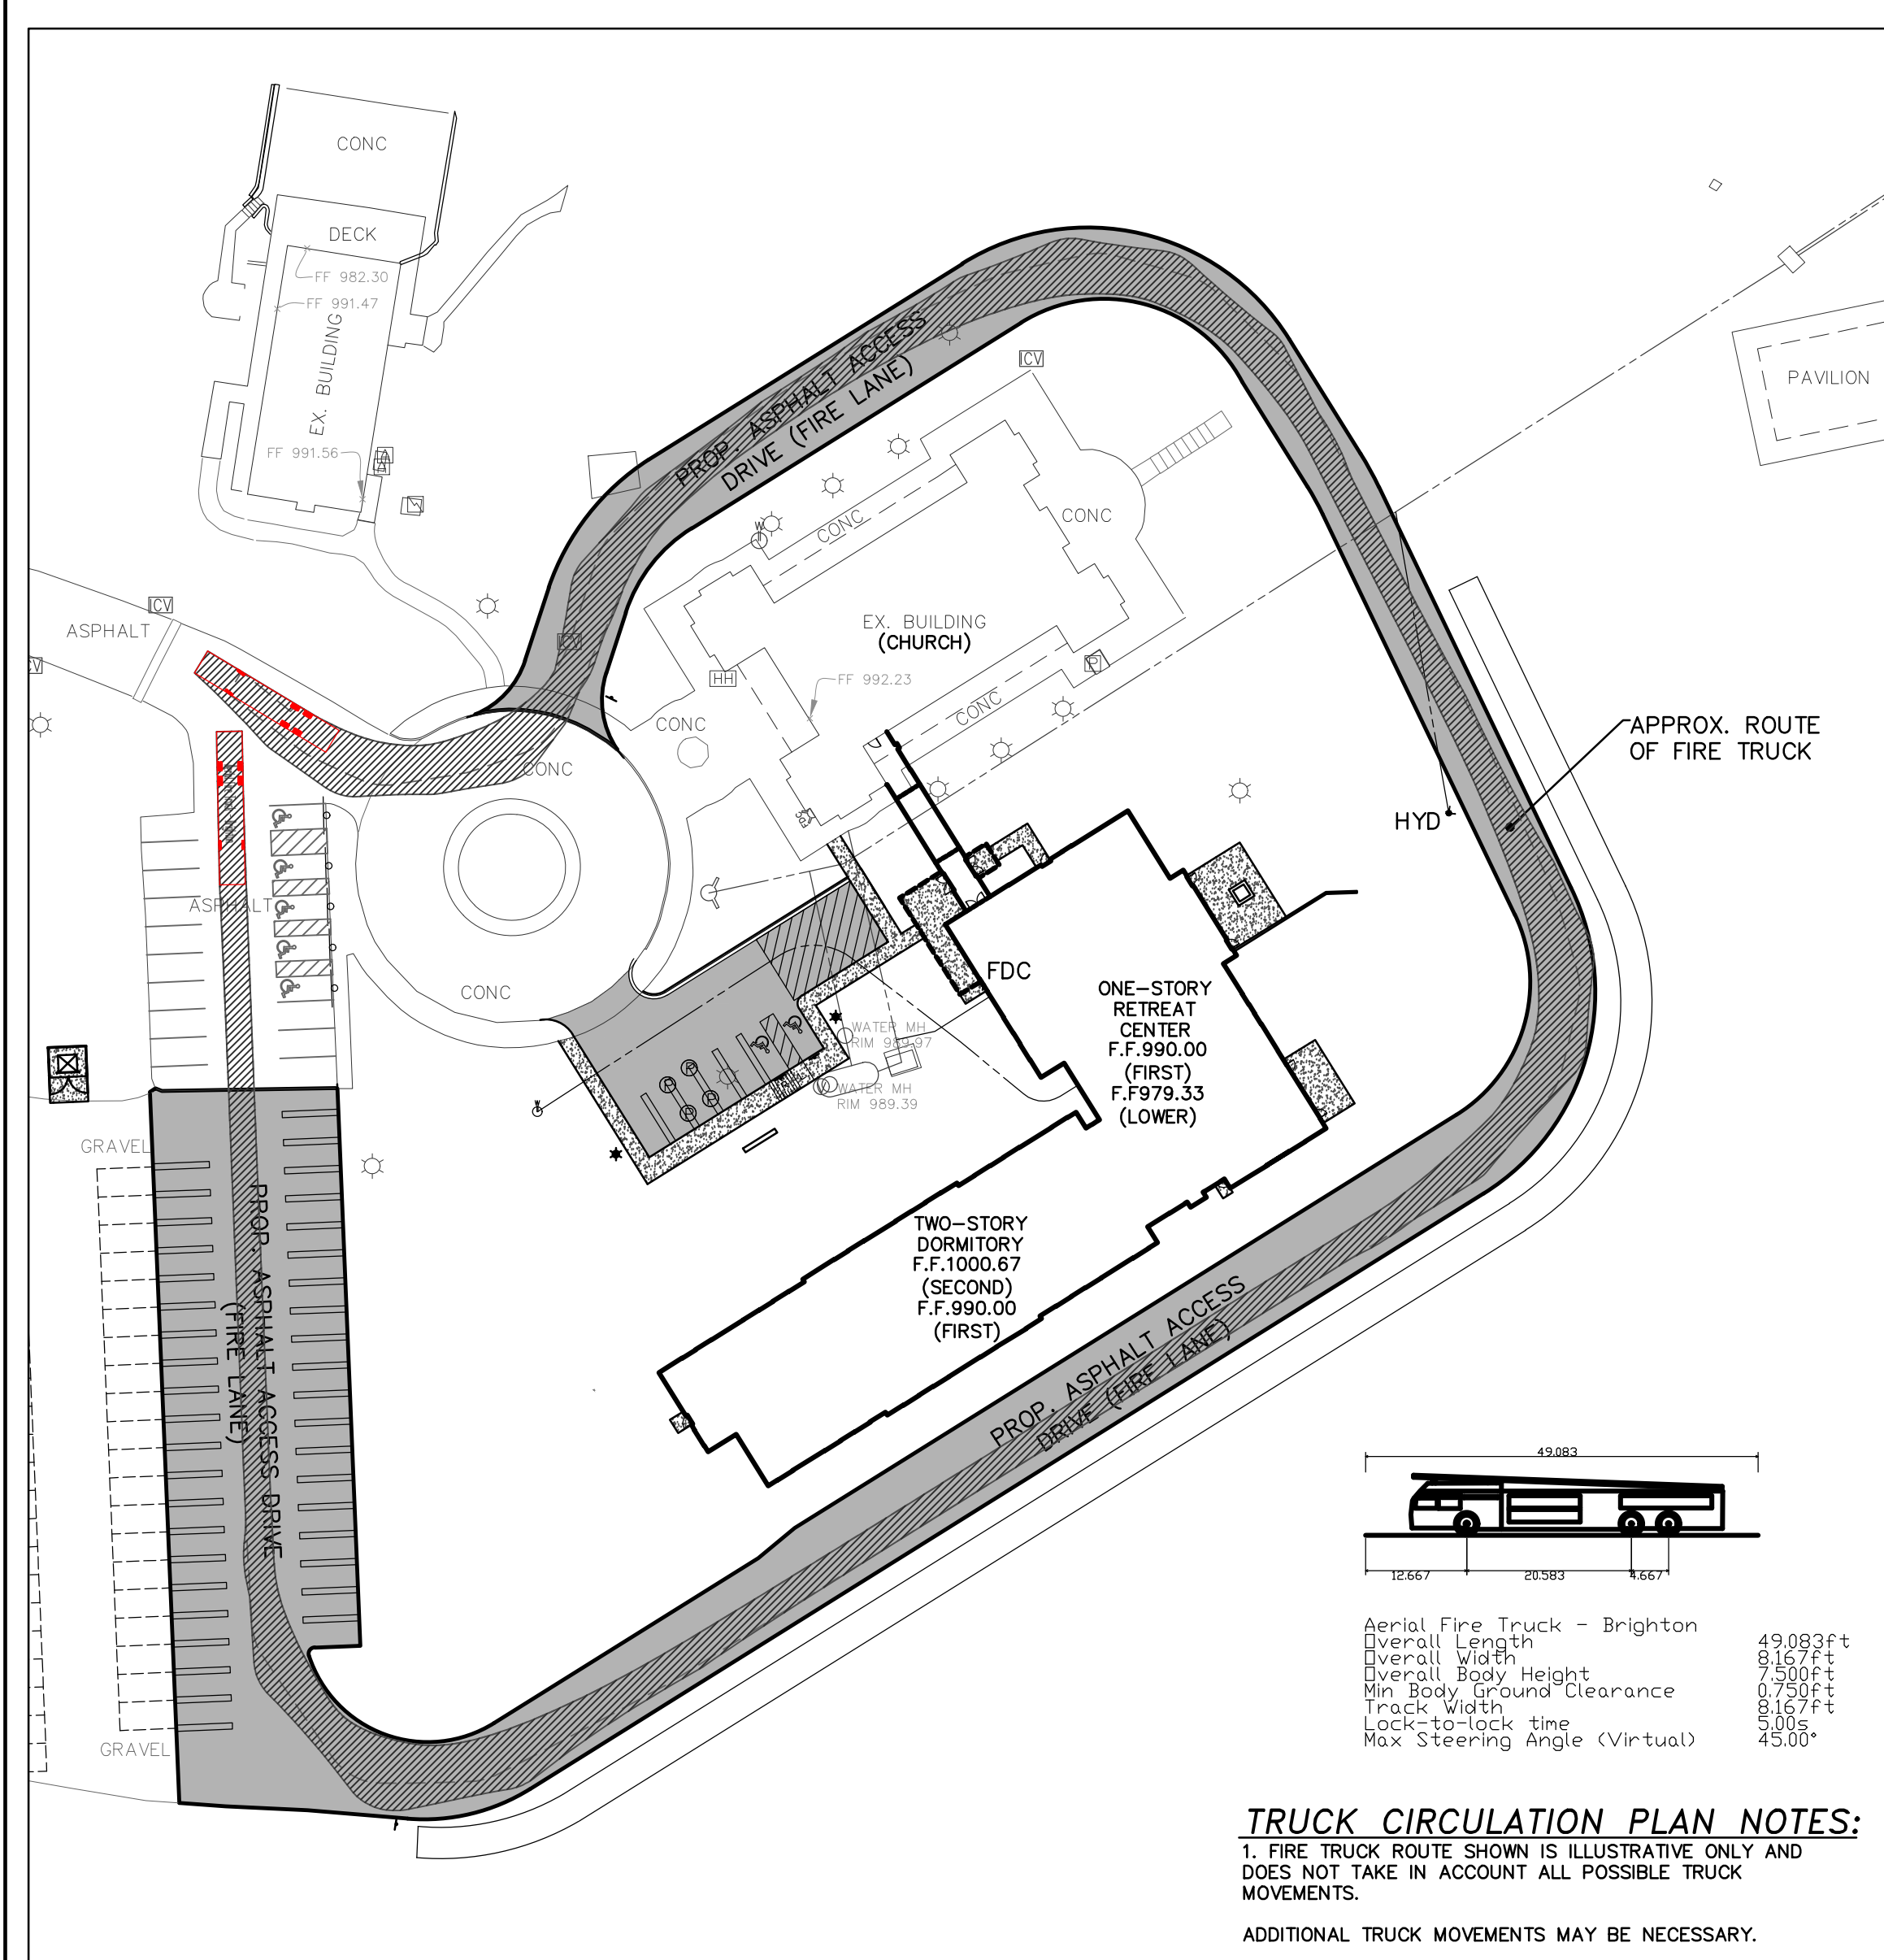 CONC
DECK
FF 982.30
FF 991.47
EX. BUILDING
FF 991.56
ICV
ASPHALT
ICV
CV
PROP. ASPHALT ACCESS
DRIVE (FIRE LANE)
ICV
ICV
W
CONC
CONC
PAVILION
EX. BUILDING
(CHURCH)
HH
FF 992.23
P
CONC
CONC
CONC
APPROX. ROUTE
OF FIRE TRUCK
HYD
ASPHALT
CONC
FDC
WATER MH
RIM 989.97
WATER MH
RIM 989.39
W
ONE-STORY
RETREAT
CENTER
F.F.990.00
(FIRST)
F.F979.33
(LOWER)
GRAVEL
PROP. ASPHALT ACCESS DRIVE
(FIRE LANE)
TWO-STORY
DORMITORY
F.F.1000.67
(SECOND)
F.F.990.00
(FIRST)
PROP. ASPHALT ACCESS
DRIVE (FIRE LANE)
GRAVEL
49.083
12.667 20.583 4.667
Aerial Fire Truck - Brighton
Overall Length 49.083ft
Overall Width 8.167ft
Overall Body Height 7.500ft
Min Body Ground Clearance 0.750ft
Track Width 8.167ft
Lock-to-lock time 5.00s
Max Steering Angle (Virtual) 45.00°
TRUCK CIRCULATION PLAN NOTES:
1. FIRE TRUCK ROUTE SHOWN IS ILLUSTRATIVE ONLY AND
DOES NOT TAKE IN ACCOUNT ALL POSSIBLE TRUCK
MOVEMENTS.
ADDITIONAL TRUCK MOVEMENTS MAY BE NECESSARY.